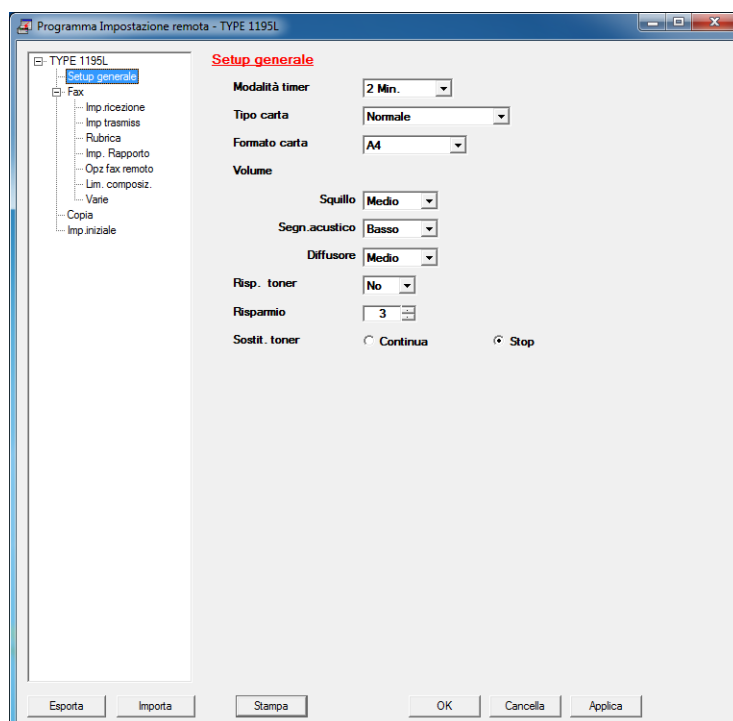 Programma Impostazione remota - TYPE 1195L
TYPE 1195L
Setup generale
Fax
Imp.ricezione
Imp trasmiss
Rubrica
Imp. Rapporto
Opz fax remoto
Lim. composiz.
Varie
Copia
Imp.iniziale
Setup generale
Modalità timer 2 Min.
Tipo carta Normale
Formato carta A4
Volume
Squillo Medio
Segn.acustico Basso
Diffusore Medio
Risp. toner No
Risparmio 3
Sostit. toner Continua Stop
Esporta Importa Stampa OK Cancella Applica